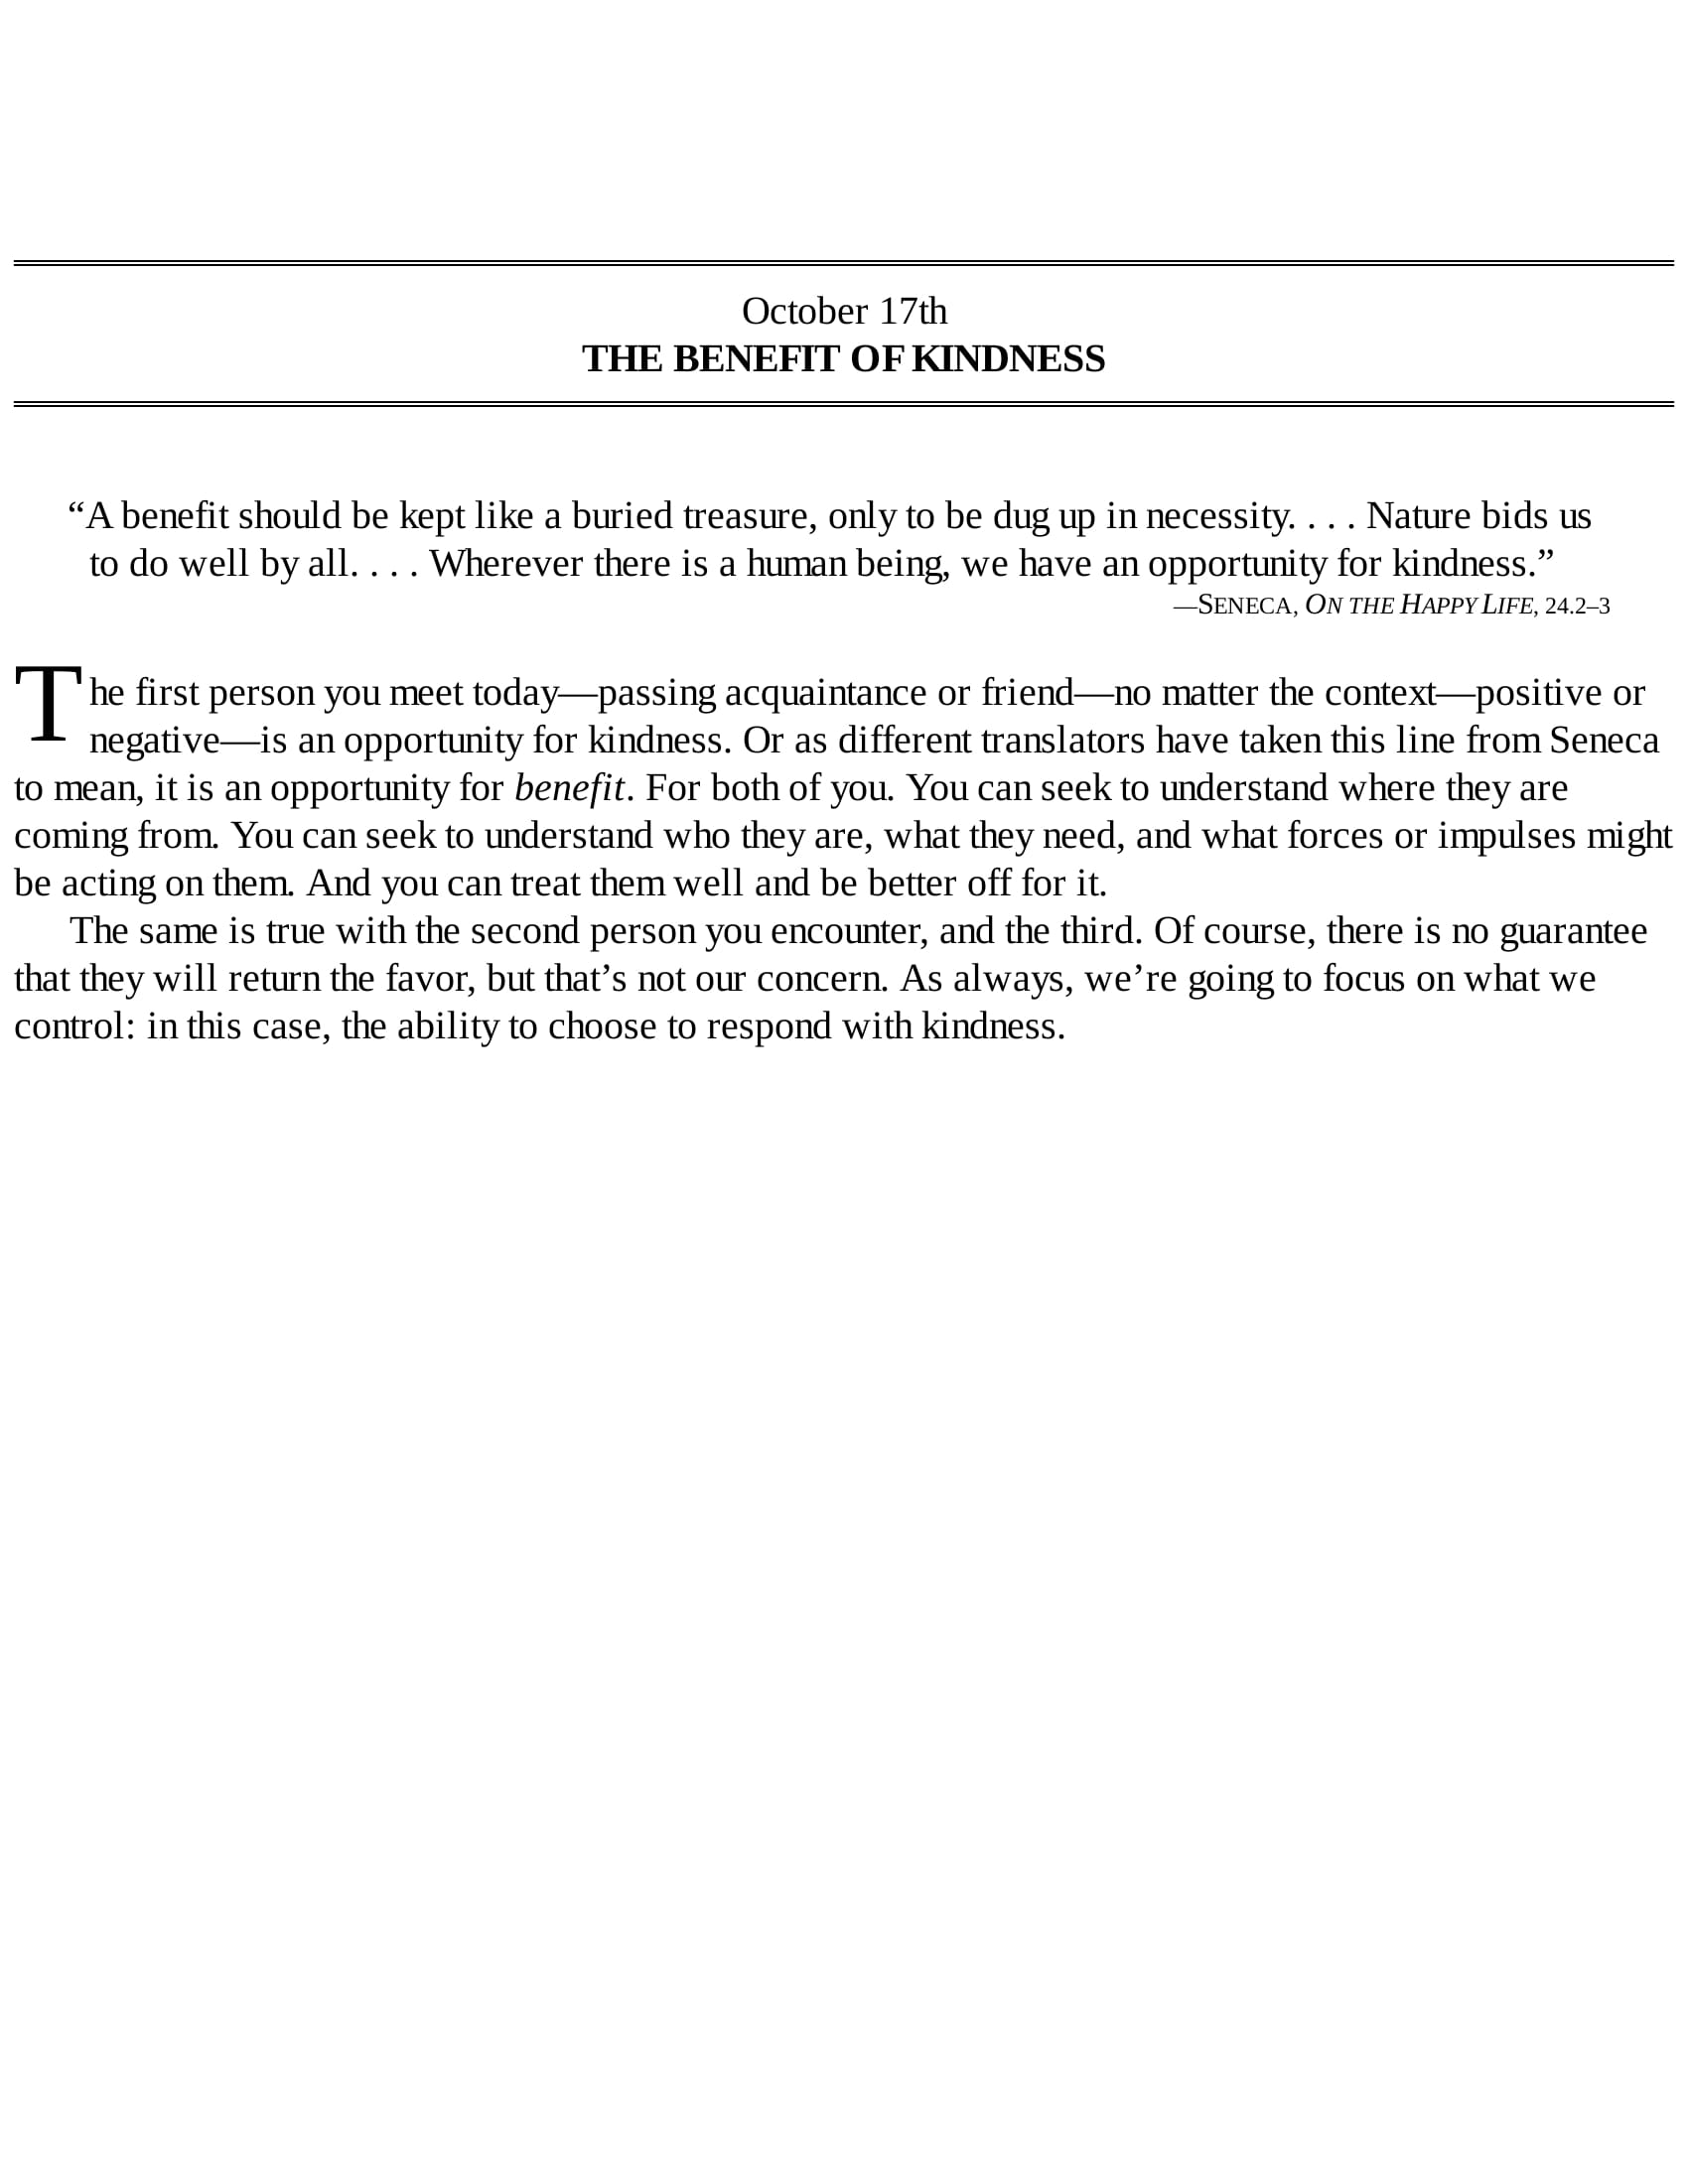 October 17th
THE BENEFIT OF KINDNESS
“A benefit should be kept like a buried treasure, only to be dug up in necessity. . . . Nature bids us
to do well by all. . . . Wherever there is a human being, we have an opportunity for kindness.”
—SENECA, ON THE HAPPY LIFE, 24.2–3
The first person you meet today—passing acquaintance or friend—no matter the context—positive or
negative—is an opportunity for kindness. Or as different translators have taken this line from Seneca
to mean, it is an opportunity for benefit. For both of you. You can seek to understand where they are
coming from. You can seek to understand who they are, what they need, and what forces or impulses might
be acting on them. And you can treat them well and be better off for it.
The same is true with the second person you encounter, and the third. Of course, there is no guarantee
that they will return the favor, but that’s not our concern. As always, we’re going to focus on what we
control: in this case, the ability to choose to respond with kindness.